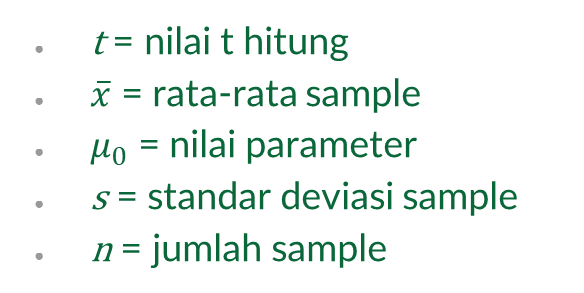 • t = nilai t hitung
• x̄ = rata-rata sample
• μ₀ = nilai parameter
• s = standar deviasi sample
• n = jumlah sample